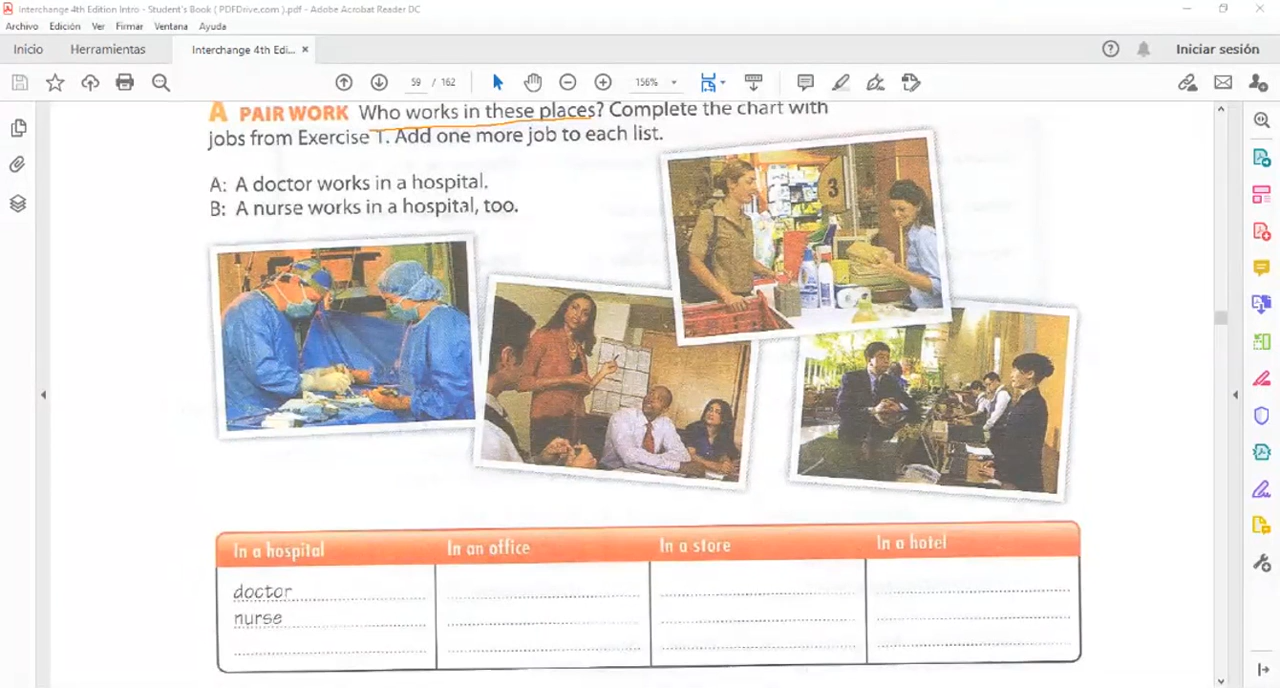 Interchange 4th Edition Intro - Student's Book ( PDFDrive.com ).pdf - Adobe Acrobat Reader DC
Archivo Edición Ver Firmar Ventana Ayuda
Inicio Herramientas Interchange 4th Edi... × Iniciar sesión
59 / 162 156%
A PAIR WORK Who works in these places? Complete the chart with
jobs from Exercise 1. Add one more job to each list.
A: A doctor works in a hospital.
B: A nurse works in a hospital, too.
3
In a hospital In an office In a store In a hotel
doctor
nurse